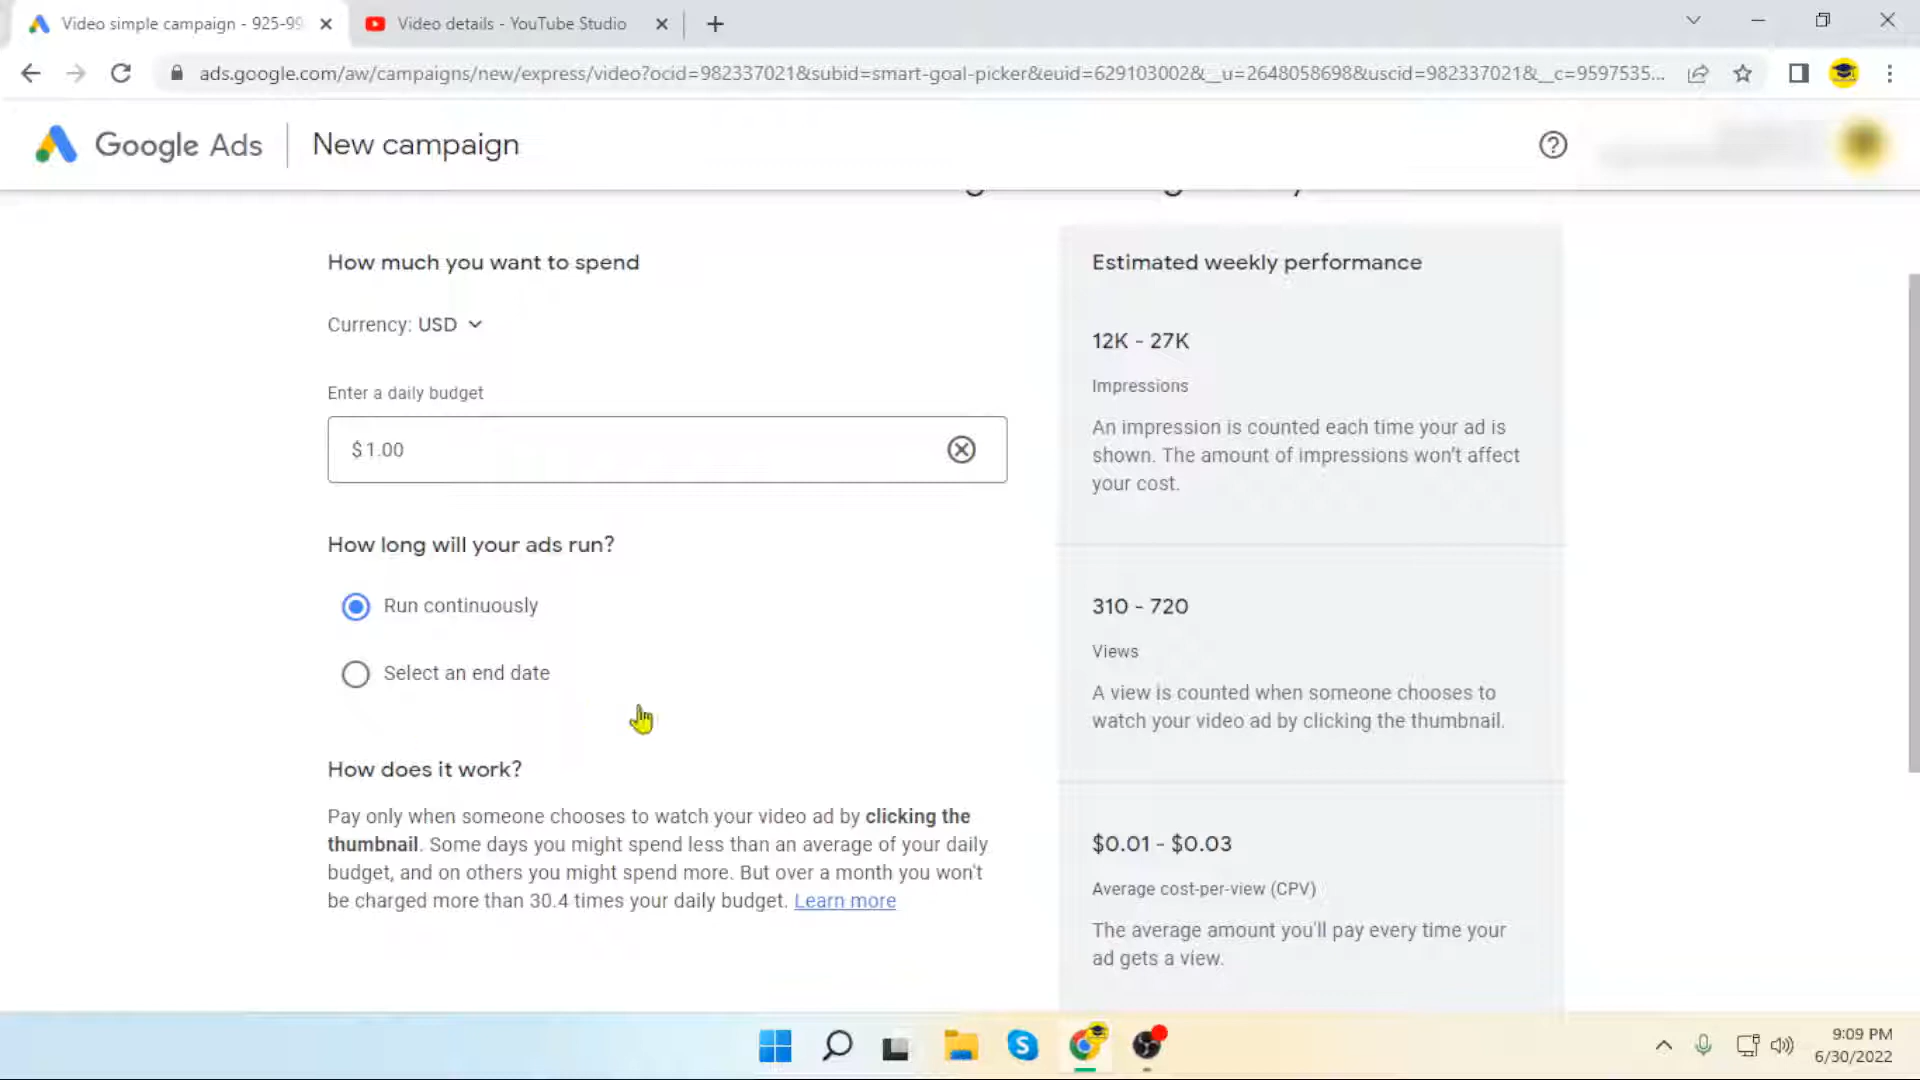 Video simple campaign - 925-99
Video details - YouTube Studio
ads.google.com/aw/campaigns/new/express/video?ocid=982337021&subid=smart-goal-picker&euid=629103002&__u=2648058698&uscid=982337021&__c=9597535...
Google Ads
New campaign
How much you want to spend
Currency: USD
Enter a daily budget
$1.00
How long will your ads run?
Run continuously
Select an end date
How does it work?
Pay only when someone chooses to watch your video ad by clicking the
thumbnail. Some days you might spend less than an average of your daily
budget, and on others you might spend more. But over a month you won't
be charged more than 30.4 times your daily budget. Learn more
Estimated weekly performance
12K - 27K
Impressions
An impression is counted each time your ad is
shown. The amount of impressions won't affect
your cost.
310 - 720
Views
A view is counted when someone chooses to
watch your video ad by clicking the thumbnail.
$0.01 - $0.03
Average cost-per-view (CPV)
The average amount you'll pay every time your
ad gets a view.
9:09 PM
6/30/2022